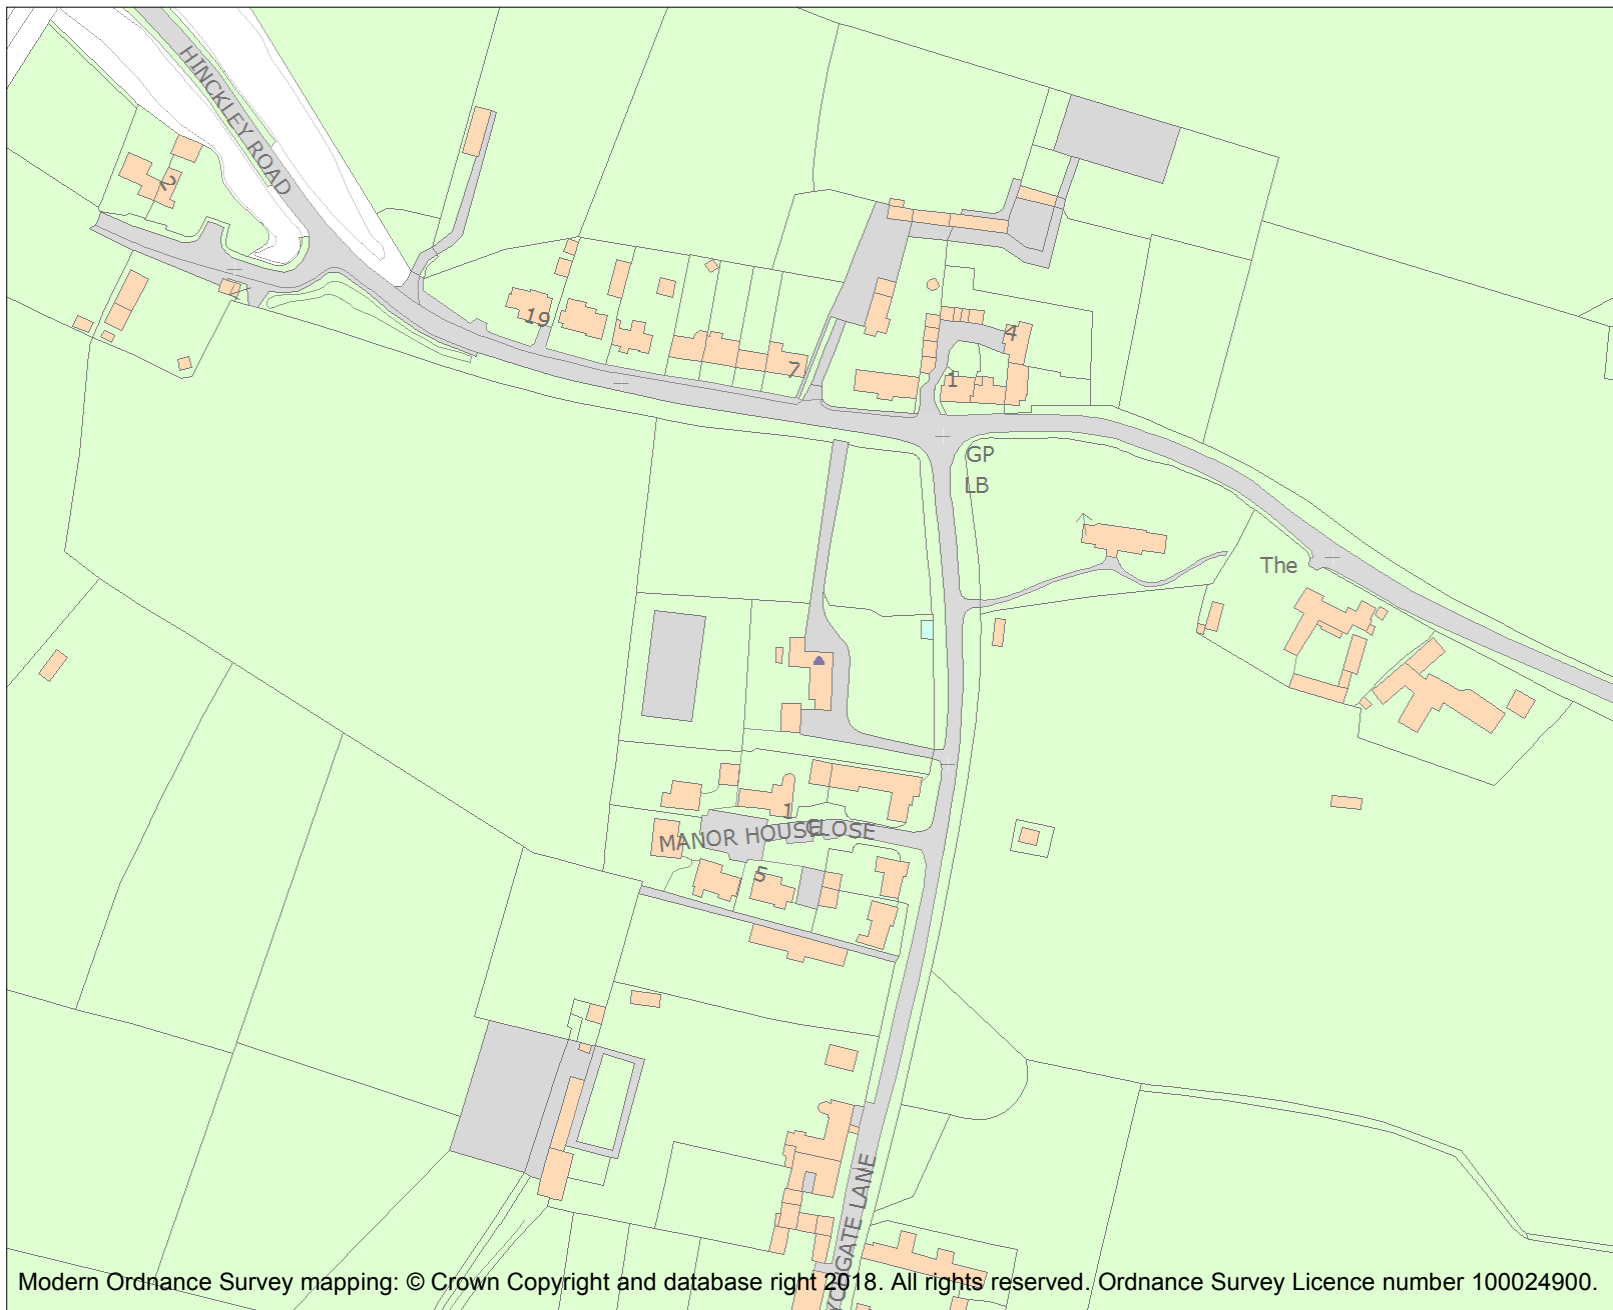 HINCKLEY ROAD
2
19
7
4
1
GP
LB
The
1
MANOR HOUSE CLOSE
5
LANE
Modern Ordnance Survey mapping: © Crown Copyright and database right 2018. All rights reserved. Ordnance Survey Licence number 100024900.